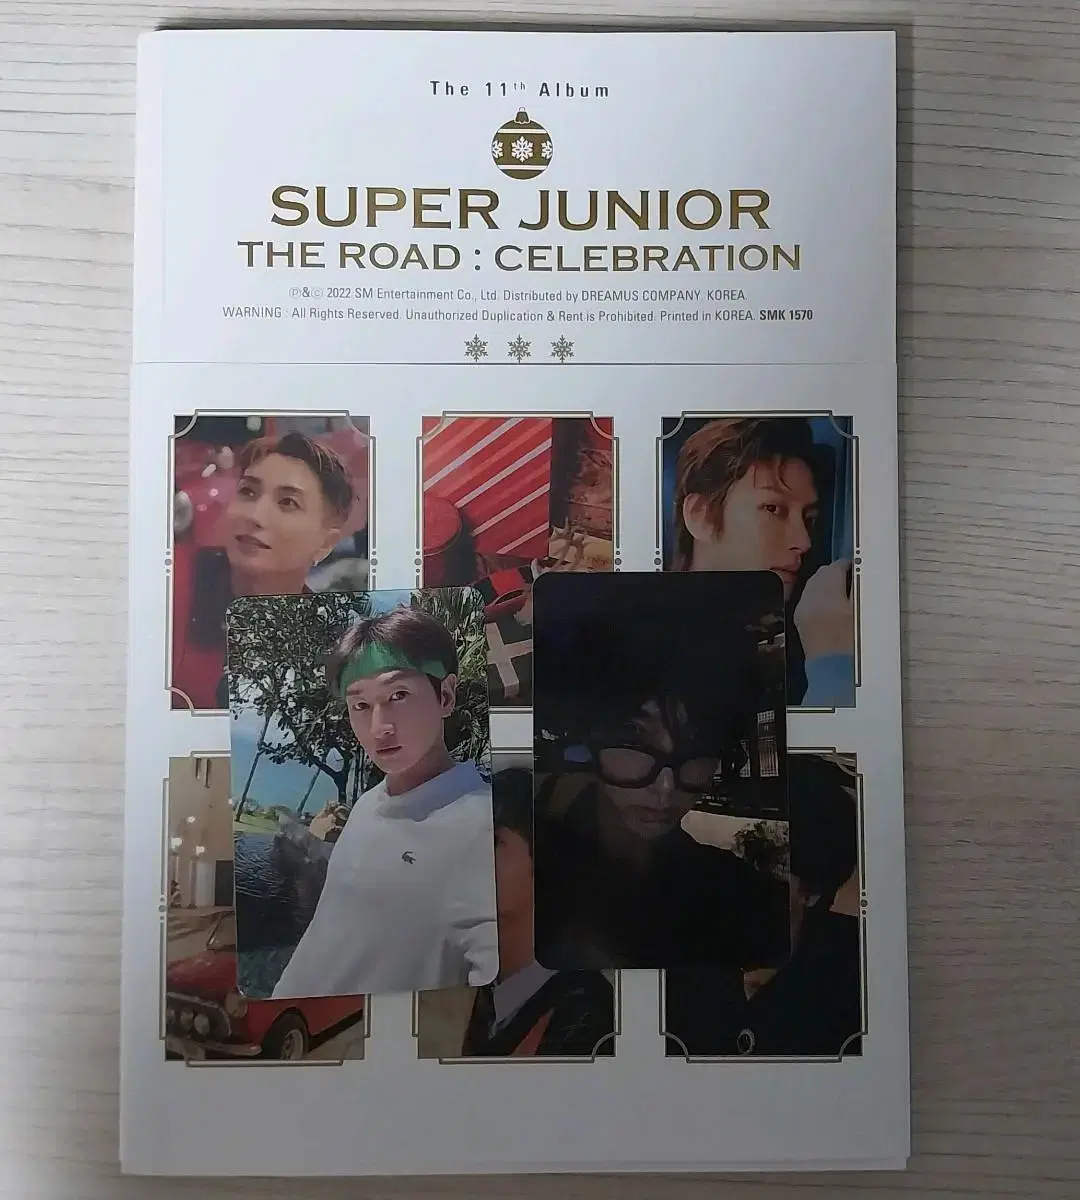 The 11th Album
SUPER JUNIOR
THE ROAD : CELEBRATION
℗&© 2022 SM Entertainment Co., Ltd. Distributed by DREAMUS COMPANY. KOREA.
WARNING : All Rights Reserved. Unauthorized Duplication & Rent is Prohibited. Printed in KOREA. SMK 1570